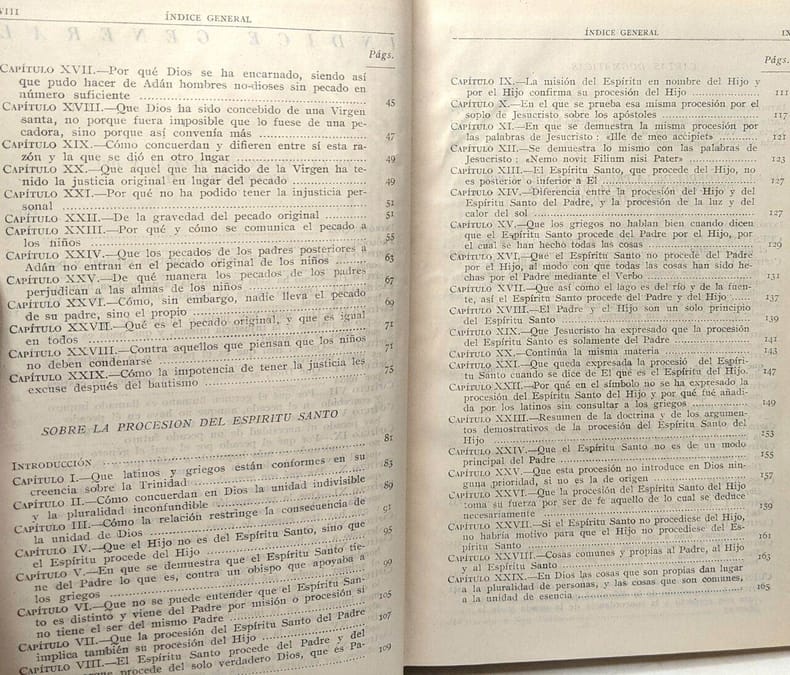 VIII
ÍNDICE GENERAL
Págs.
CAPÍTULO XVII.—Por qué Dios se ha encarnado, siendo así
que pudo hacer de Adán hombres no-dioses sin pecado en
número suficiente 45
CAPÍTULO XVIII.—Que Dios ha sido concebido de una Virgen
santa, no porque fuera imposible que lo fuese de una pe-
cadora, sino porque así convenía más 47
CAPÍTULO XIX.—Cómo concuerdan y difieren entre sí esta ra-
zón y la que se dió en otro lugar 49
CAPÍTULO XX.—Que aquel que ha nacido de la Virgen ha te-
nido la justicia original en lugar del pecado 49
CAPÍTULO XXI.—Por qué no ha podido tener la injusticia per-
sonal 51
CAPÍTULO XXII.—De la gravedad del pecado original 51
CAPÍTULO XXIII.—Por qué y cómo se comunica el pecado a
los niños 55
CAPÍTULO XXIV.—Que los pecados de los padres posteriores a
Adán no entran en el pecado original de los niños 63
CAPÍTULO XXV.—De qué manera los pecados de los padres
perjudican a las almas de los niños 67
CAPÍTULO XXVI.—Cómo, sin embargo, nadie lleva el pecado
de su padre, sino el propio 69
CAPÍTULO XXVII.—Qué es el pecado original, y que es igual
en todos 71
CAPÍTULO XXVIII.—Contra aquellos que piensan que los niños
no deben condenarse 71
CAPÍTULO XXIX.—Cómo la impotencia de tener la justicia les
excuse después del bautismo 75
SOBRE LA PROCESION DEL ESPIRITU SANTO
INTRODUCCIÓN 81
CAPÍTULO I.—Que latinos y griegos están conformes en su
creencia sobre la Trinidad 83
CAPÍTULO II.—Cómo concuerdan en Dios la unidad indivisible
y la pluralidad inconfundible 89
CAPÍTULO III.—Cómo la relación restringe la consecuencia de
la unidad de Dios 91
CAPÍTULO IV.—Que el Hijo no es del Espíritu Santo, sino que
el Espíritu procede del Hijo 95
CAPÍTULO V.—En que se demuestra que el Espíritu Santo tie-
ne del Padre lo que es, contra un obispo que apoyaba a
los griegos 99
CAPÍTULO VI.—Que no se puede entender que el Espíritu San-
to es distinto y viene del Padre por misión o procesión si
no tiene el ser del mismo Padre 105
CAPÍTULO VII.—Que la procesión del Espíritu Santo del Padre
implica también su procesión del Hijo 107
CAPÍTULO VIII.—El Espíritu Santo procede del Padre y del
procede del solo verdadero Dios, que es Pa- 109
ÍNDICE GENERAL
IX
Págs.
CAPÍTULO IX.—La misión del Espíritu en nombre del Hijo y
por el Hijo confirma su procesión del Hijo 111
CAPÍTULO X.—En el que se prueba esa misma procesión por el
soplo de Jesucristo sobre los apóstoles 117
CAPÍTULO XI.—En que se demuestra la misma procesión por
las palabras de Jesucristo: «Ille de meo accipiet» 121
CAPÍTULO XII.—Se demuestra lo mismo con las palabras de
Jesucristo: «Nemo novit Filium nisi Pater» 123
CAPÍTULO XIII.—El Espíritu Santo, que procede del Hijo, no
es posterior o inferior a El 127
CAPÍTULO XIV.—Diferencia entre la procesión del Hijo y del
Espíritu Santo del Padre, y la procesión de la luz y del
calor del sol 127
CAPÍTULO XV.—Que los griegos no hablan bien cuando dicen
que el Espíritu Santo procede del Padre por el Hijo, por
el cual se han hecho todas las cosas 129
CAPÍTULO XVI.—Que el Espíritu Santo no procede del Padre
por el Hijo, al modo con que todas las cosas han sido he-
chas por el Padre mediante el Verbo 131
CAPÍTULO XVII.—Que así como el lago es del río y de la fuen-
te, así el Espíritu Santo procede del Padre y del Hijo 137
CAPÍTULO XVIII.—El Padre y el Hijo son un solo principio
del Espíritu Santo 139
CAPÍTULO XIX.—Que Jesucristo ha expresado que la procesión
del Espíritu Santo es solamente del Padre 141
CAPÍTULO XX.—Continúa la misma materia 143
CAPÍTULO XXI.—Que queda expresada la procesió del Espíri-
tu Santo cuando se dice de El que es el Espíritu del Hijo. 147
CAPÍTULO XXII.—Por qué en el símbolo no se ha expresado la
procesión del Espíritu Santo del Hijo y por qué fué añadi-
da por los latinos sin consultar a los griegos 149
CAPÍTULO XXIII.—Resumen de la doctrina y de los argumen-
tos demostrativos de la procesión del Espíritu Santo del
Hijo 153
CAPÍTULO XXIV.—Que el Espíritu Santo no es de un modo
principal del Padre 155
CAPÍTULO XXV.—Que esta procesión no introduce en Dios nin-
guna prioridad, si no es la de origen 157
CAPÍTULO XXVI.—Que la procesión del Espíritu Santo del Hijo
toma su fuerza por ser de fe aquello de lo cual se deduce
necesariamente 159
CAPÍTULO XXVII.—Si el Espíritu Santo no procediese del Hijo,
no habría motivo para que el Hijo no procediese del Es-
píritu Santo 161
CAPÍTULO XXVIII.—Cosas comunes y propias al Padre, al Hijo
y al Espíritu Santo 163
CAPÍTULO XXIX.—En Dios las cosas que son propias dan lugar
a la pluralidad de personas, y las cosas que son comunes,
a la unidad de esencia 165